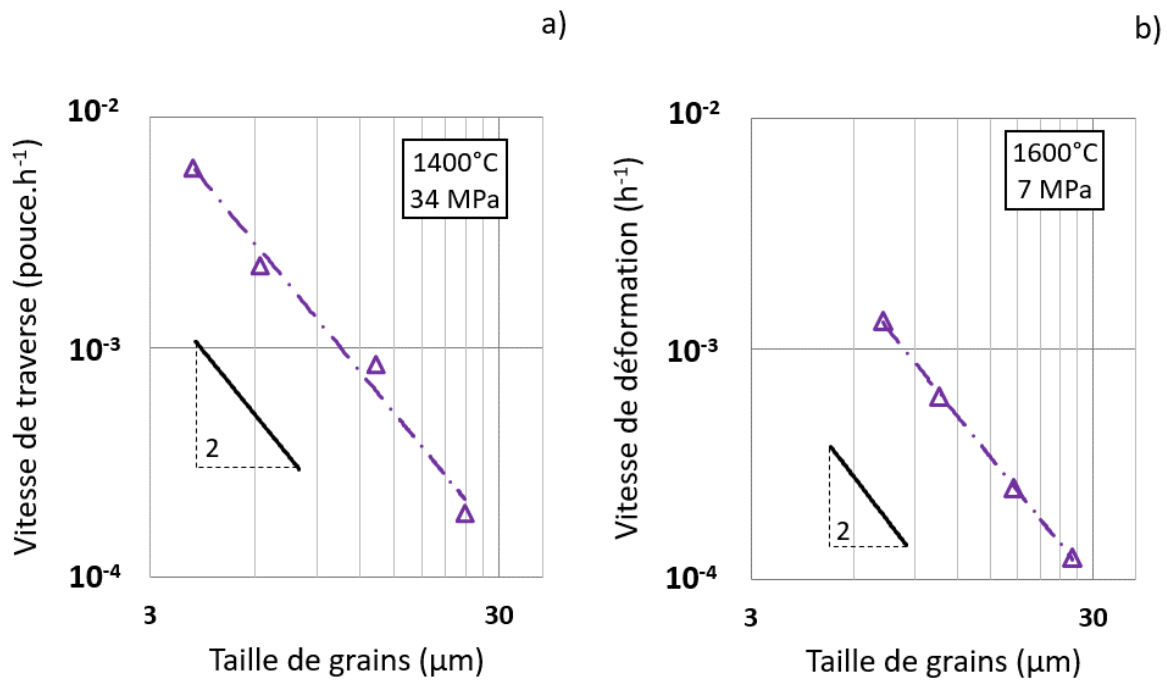 a)
Vitesse de traverse (pouce.h⁻¹)
10⁻²
10⁻³
10⁻⁴
1400°C
34 MPa
2
3
30
Taille de grains (µm)
b)
Vitesse de déformation (h⁻¹)
10⁻²
10⁻³
10⁻⁴
1600°C
7 MPa
2
3
30
Taille de grains (µm)